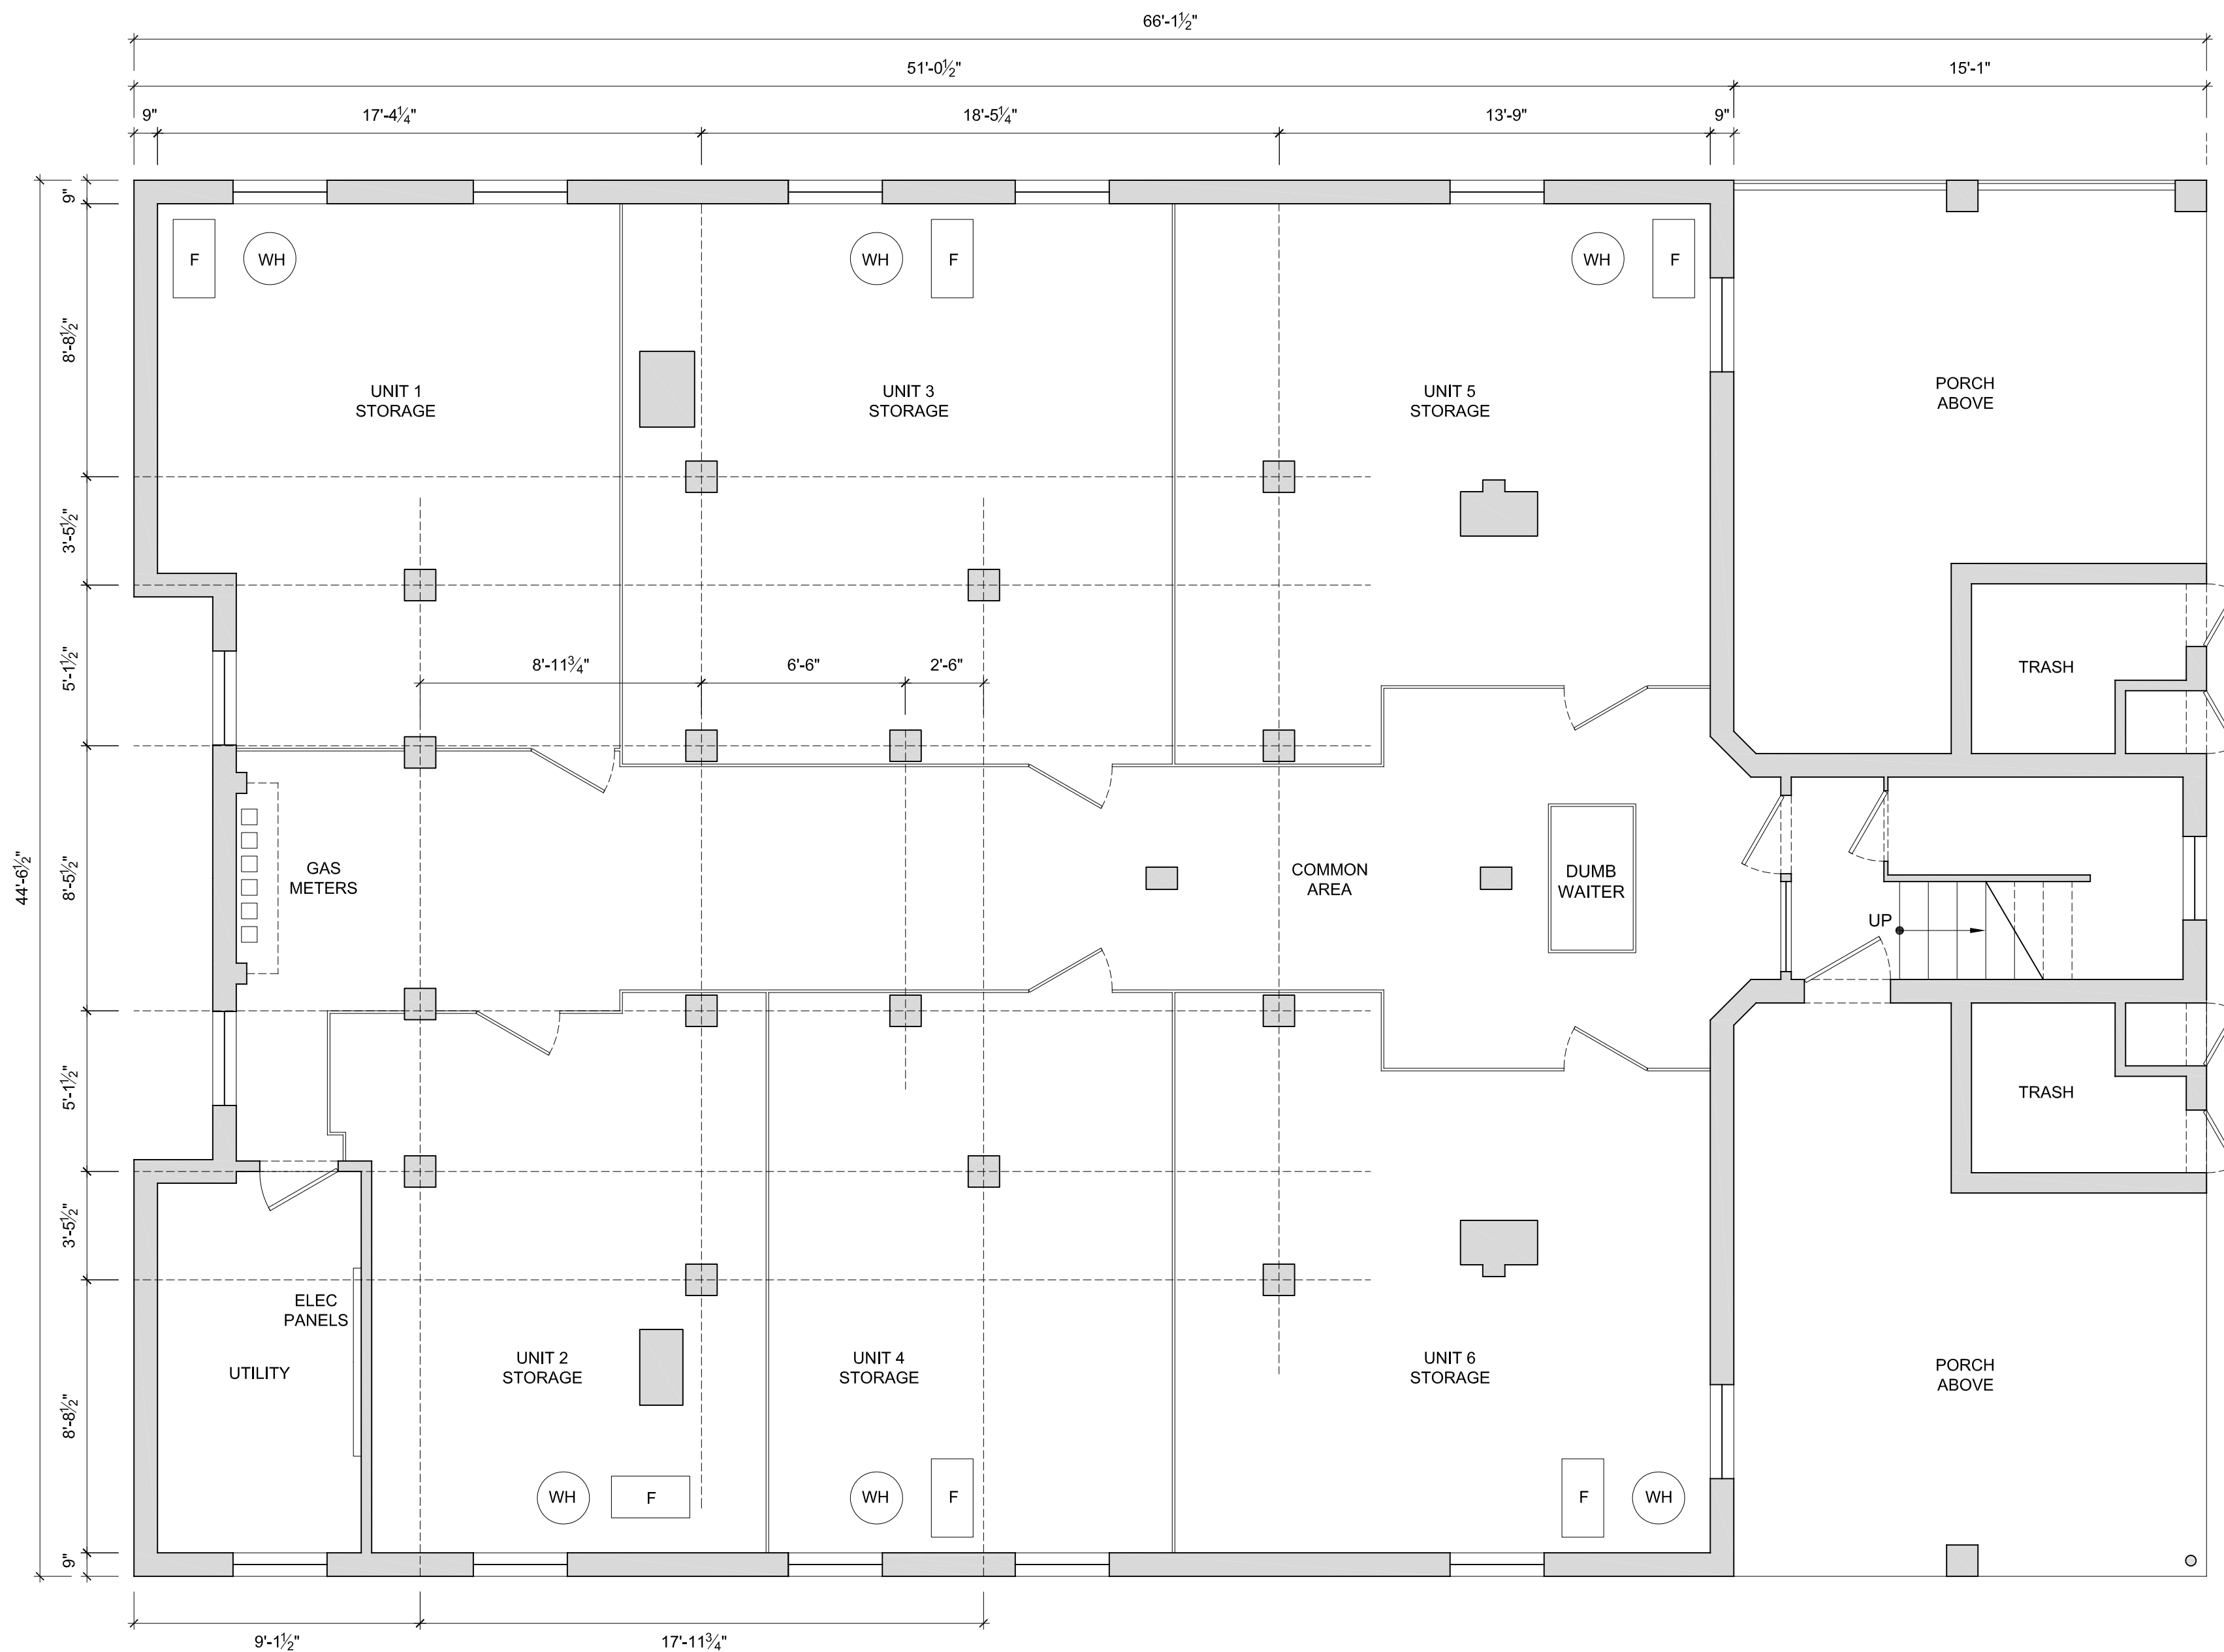 66'-1½"
51'-0½"
15'-1"
9"
17'-4¼"
18'-5¼"
13'-9"
9"
9"
8'-8½"
3'-5½"
5'-1½"
8'-5½"
44'-6½"
5'-1½"
3'-5½"
8'-8½"
9"
F
WH
WH
F
WH
F
UNIT 1
STORAGE
UNIT 3
STORAGE
UNIT 5
STORAGE
PORCH
ABOVE
8'-11¾"
6'-6"
2'-6"
TRASH
GAS
METERS
COMMON
AREA
DUMB
WAITER
UP
TRASH
ELEC
PANELS
UTILITY
UNIT 2
STORAGE
UNIT 4
STORAGE
UNIT 6
STORAGE
PORCH
ABOVE
WH
F
WH
F
F
WH
9'-1½"
17'-11¾"